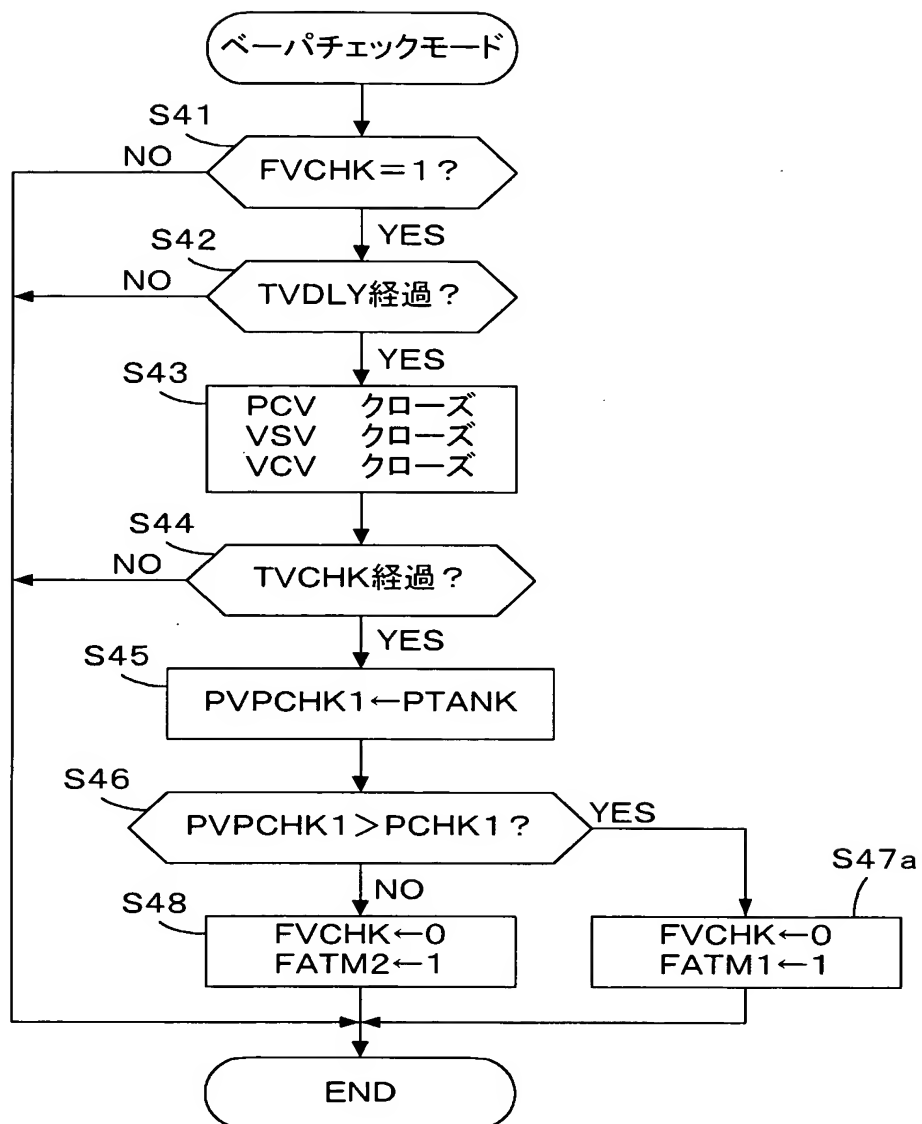 ベーパチェックモード
S41
NO
FVCHK＝1？
YES
S42
NO
TVDLY経過？
YES
S43
PCV クローズ
VSV クローズ
VCV クローズ
S44
NO
TVCHK経過？
YES
S45
PVPCHK1←PTANK
S46
PVPCHK1＞PCHK1？
YES
NO
S47a
S48
FVCHK←0
FATM2←1
FVCHK←0
FATM1←1
END